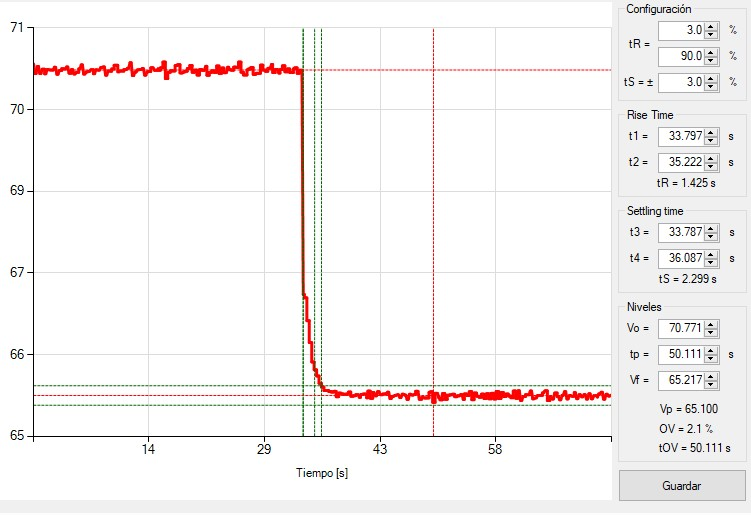 71
70
69
67
66
65
14
29
43
58
Tiempo [s]
Configuración
tR =
3.0 %
90.0 %
tS = ± 3.0 %
Rise Time
t1 = 33.797 s
t2 = 35.222 s
tR = 1.425 s
Settling time
t3 = 33.787 s
t4 = 36.087 s
tS = 2.299 s
Niveles
Vo = 70.771
tp = 50.111 s
Vf = 65.217
Vp = 65.100
OV = 2.1 %
tOV = 50.111 s
Guardar